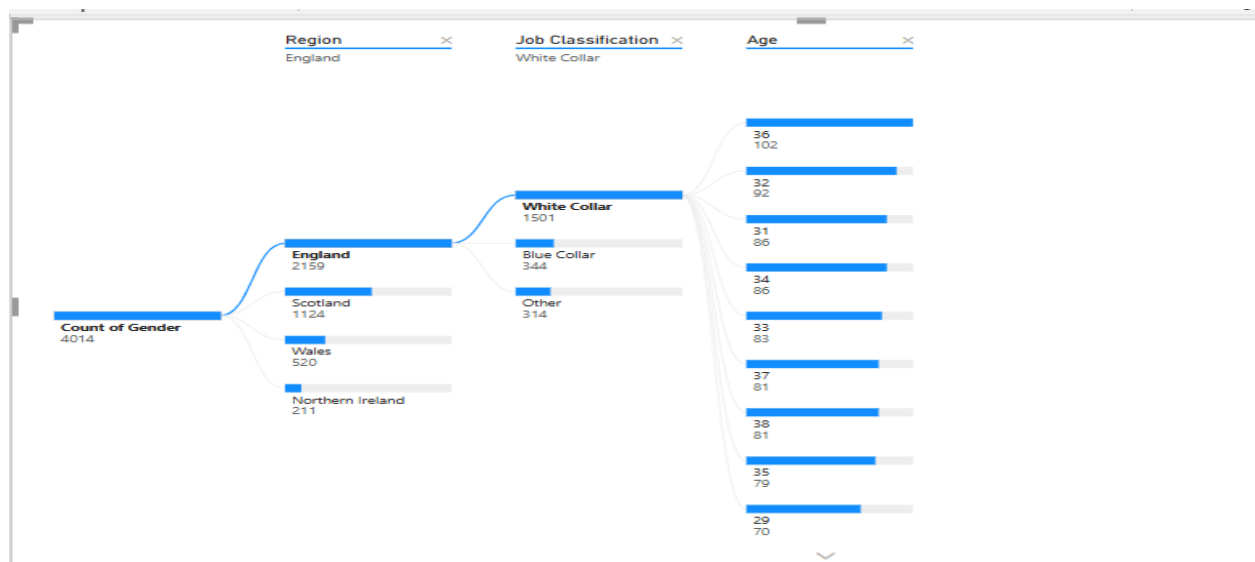 Region
England
Job Classification
White Collar
Age
Count of Gender
4014
England
2159
Scotland
1124
Wales
520
Northern Ireland
211
White Collar
1501
Blue Collar
344
Other
314
36
102
32
92
31
86
34
86
33
83
37
81
38
81
35
79
29
70